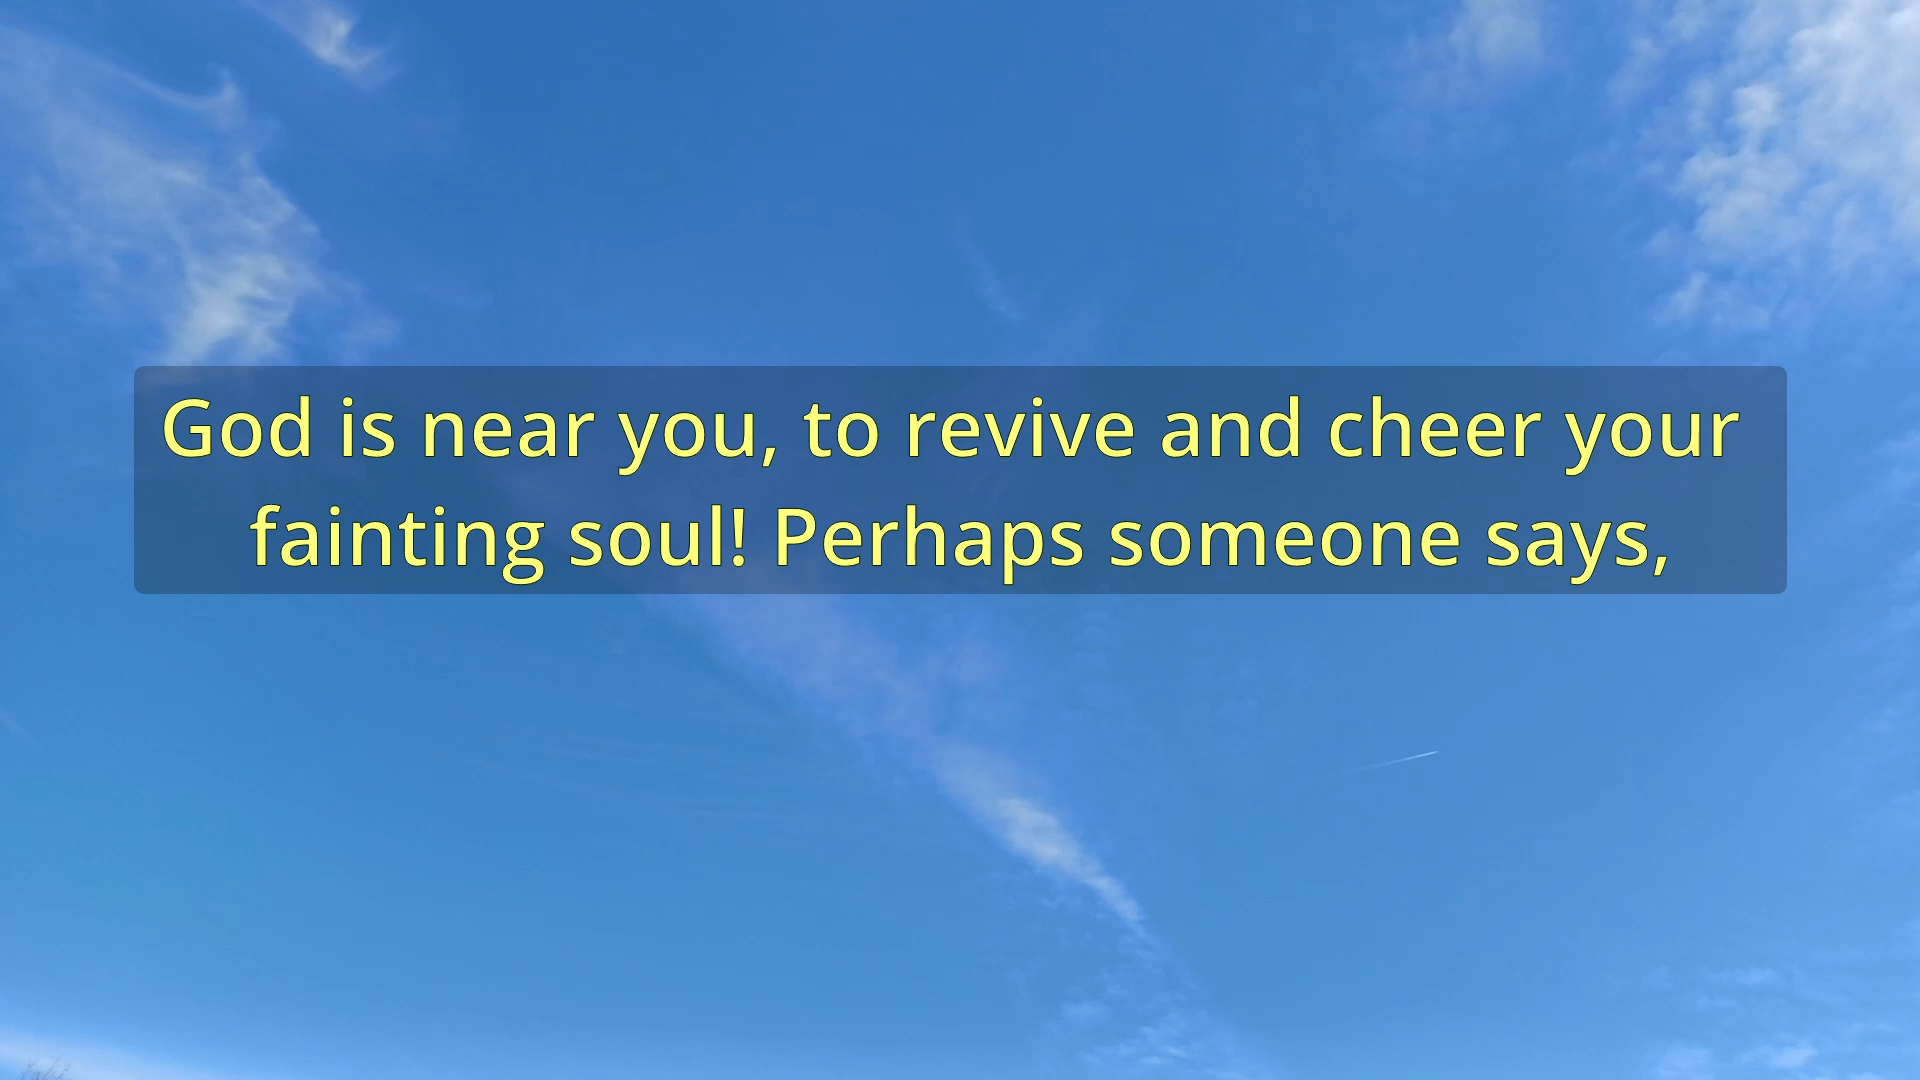 God is near you, to revive and cheer your
fainting soul! Perhaps someone says,